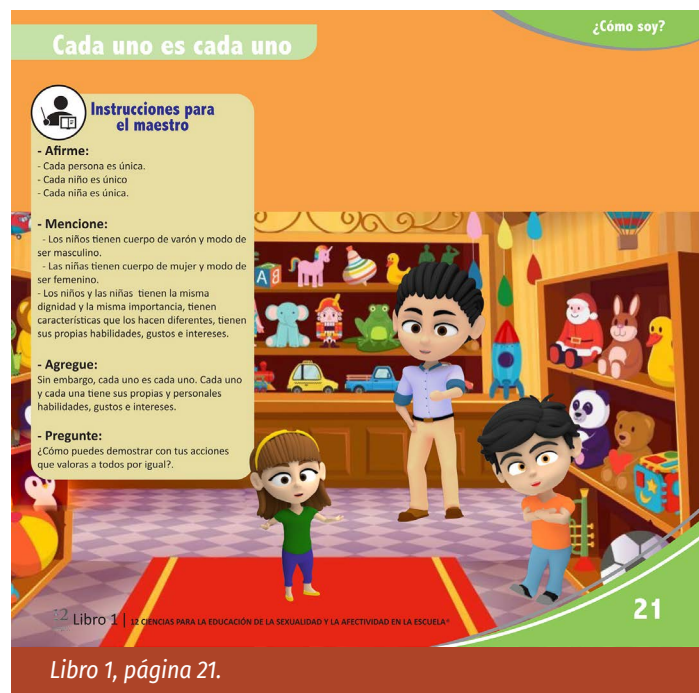 ¿Cómo soy?
Cada uno es cada uno
Instrucciones para
el maestro
- Afirme:
- Cada persona es única.
- Cada niño es único
- Cada niña es única.
- Mencione:
- Los niños tienen cuerpo de varón y modo de
ser masculino.
- Las niñas tienen cuerpo de mujer y modo de
ser femenino.
- Los niños y las niñas tienen la misma
dignidad y la misma importancia, tienen
características que los hacen diferentes, tienen
sus propias habilidades, gustos e intereses.
- Agregue:
Sin embargo, cada uno es cada uno. Cada uno
y cada una tiene sus propias y personales
habilidades, gustos e intereses.
- Pregunte:
¿Cómo puedes demostrar con tus acciones
que valoras a todos por igual?.
AB
12 Libro 1 | 12 CIENCIAS PARA LA EDUCACIÓN DE LA SEXUALIDAD Y LA AFECTIVIDAD EN LA ESCUELA®
21
Libro 1, página 21.